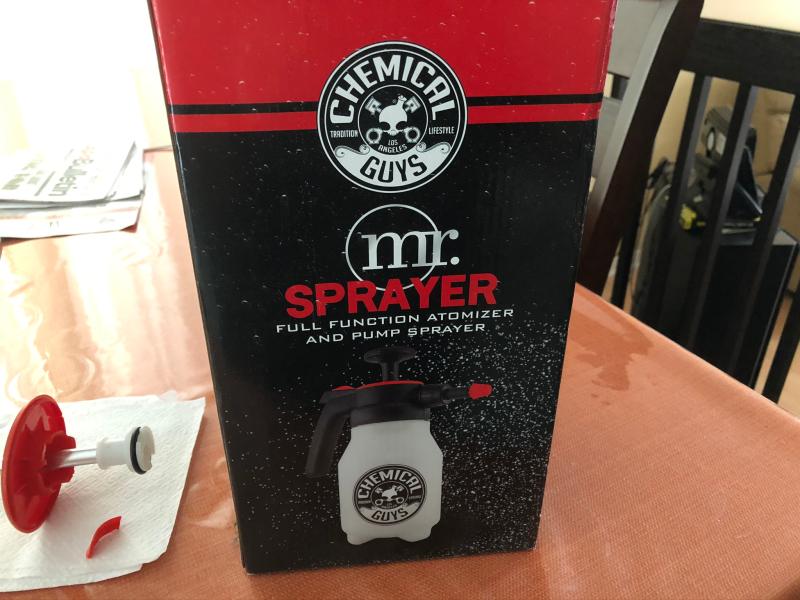 CHEMICAL
TRADITION
LIFESTYLE
LOS
ANGELES
GUYS
mr.
SPRAYER
FULL FUNCTION ATOMIZER
AND PUMP SPRAYER
CHEMICAL
GUYS